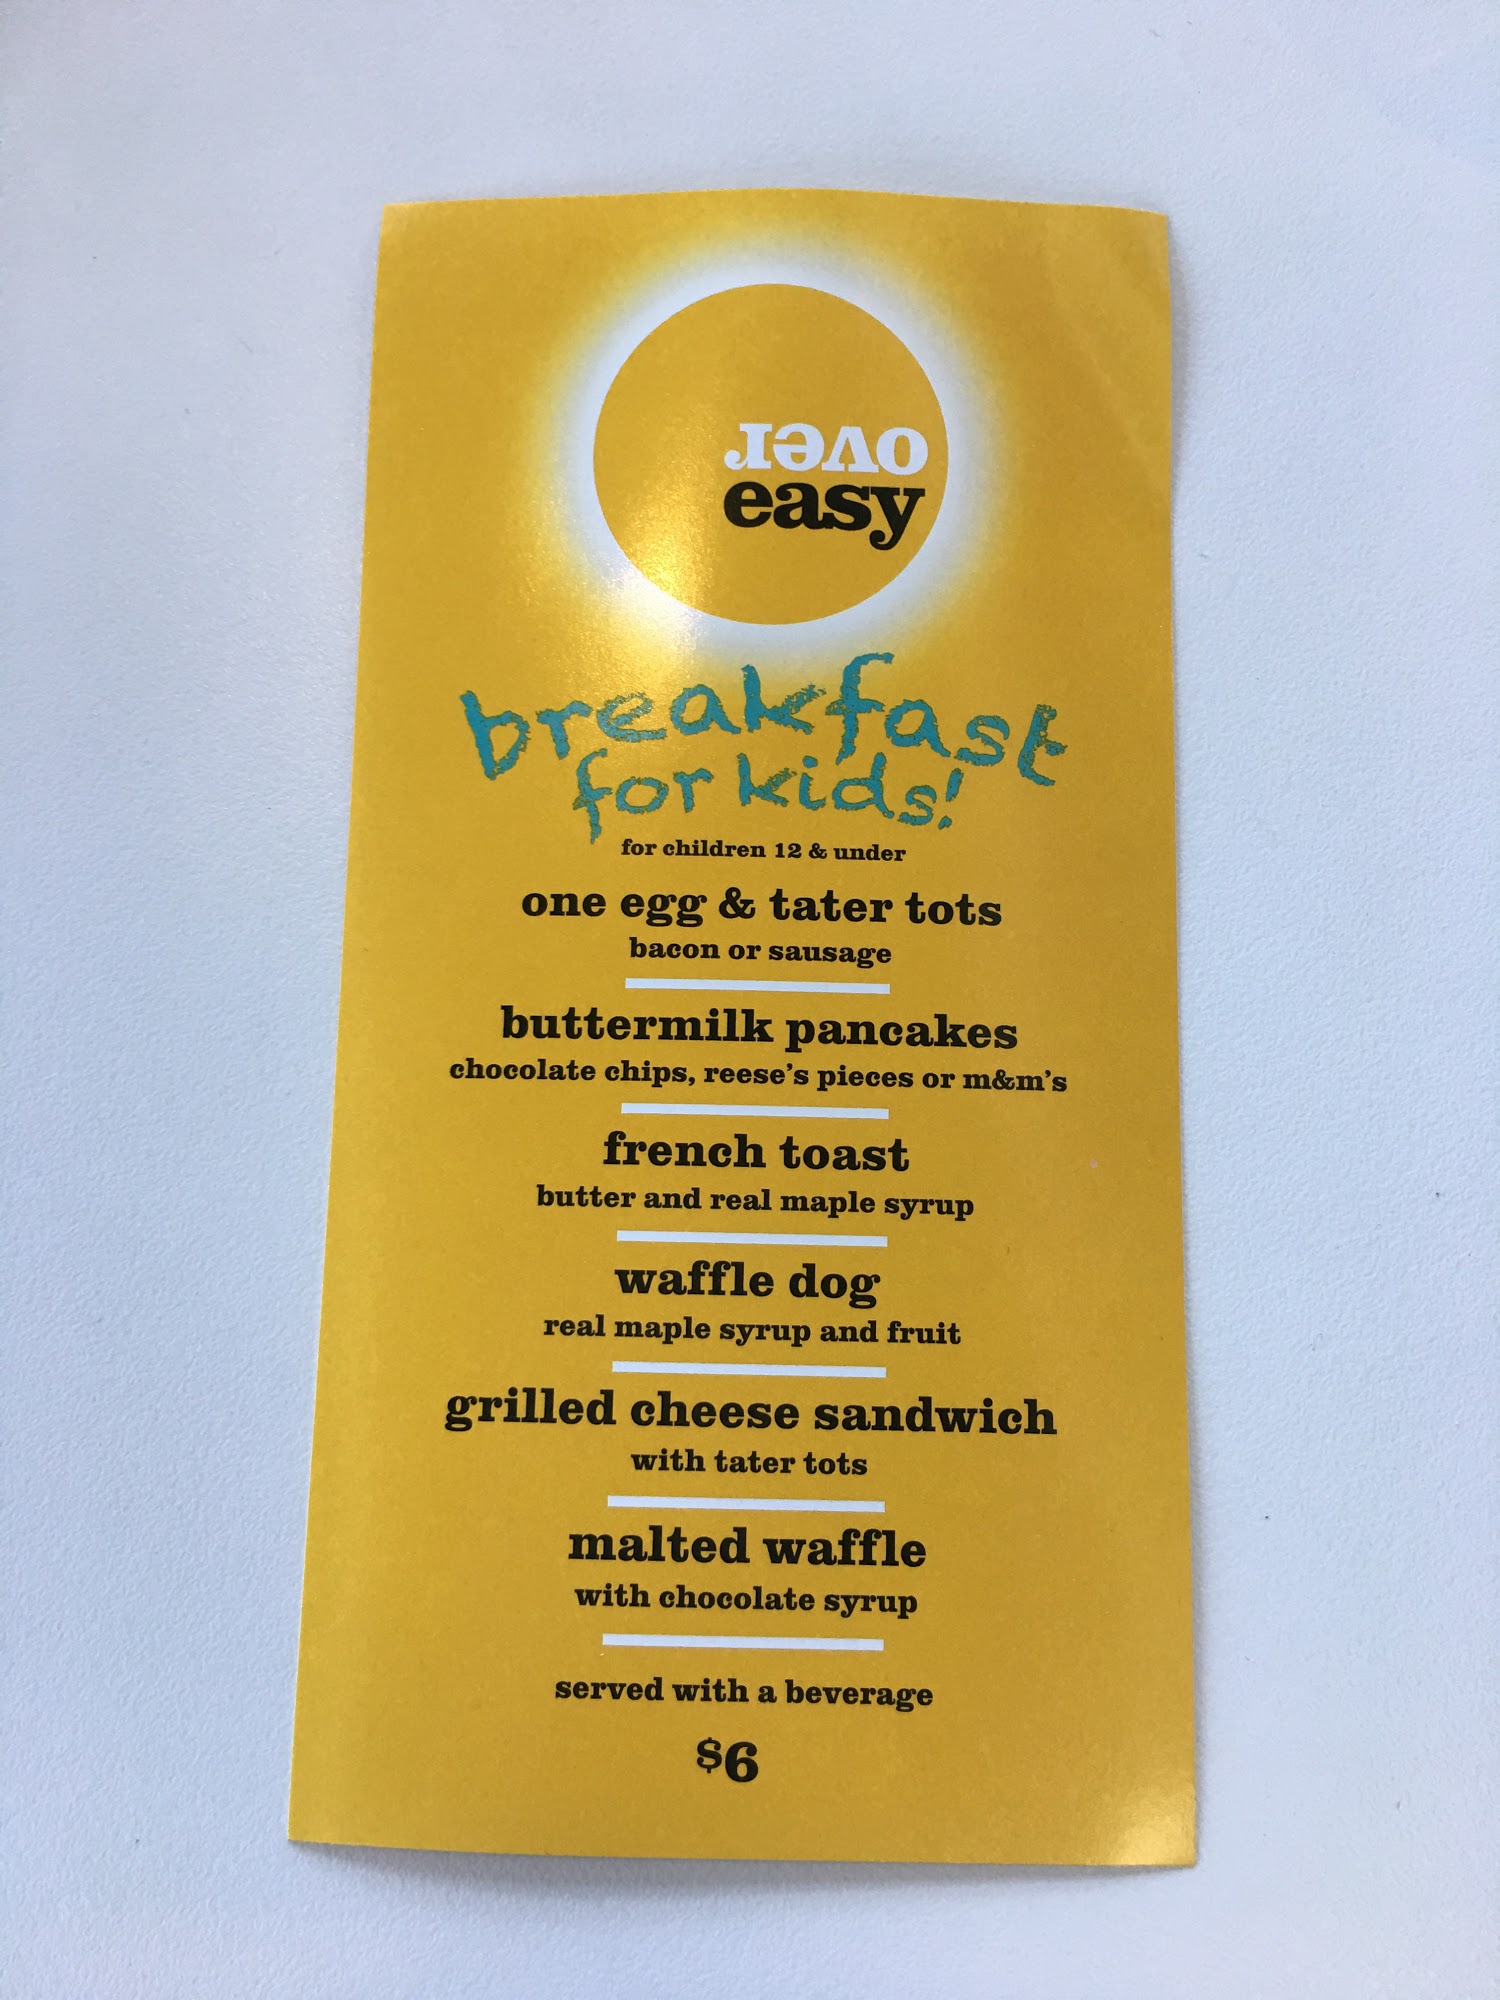 over
easy
breakfast
for kids!
for children 12 & under
one egg & tater tots
bacon or sausage
buttermilk pancakes
chocolate chips, reese's pieces or m&m's
french toast
butter and real maple syrup
waffle dog
real maple syrup and fruit
grilled cheese sandwich
with tater tots
malted waffle
with chocolate syrup
served with a beverage
$6